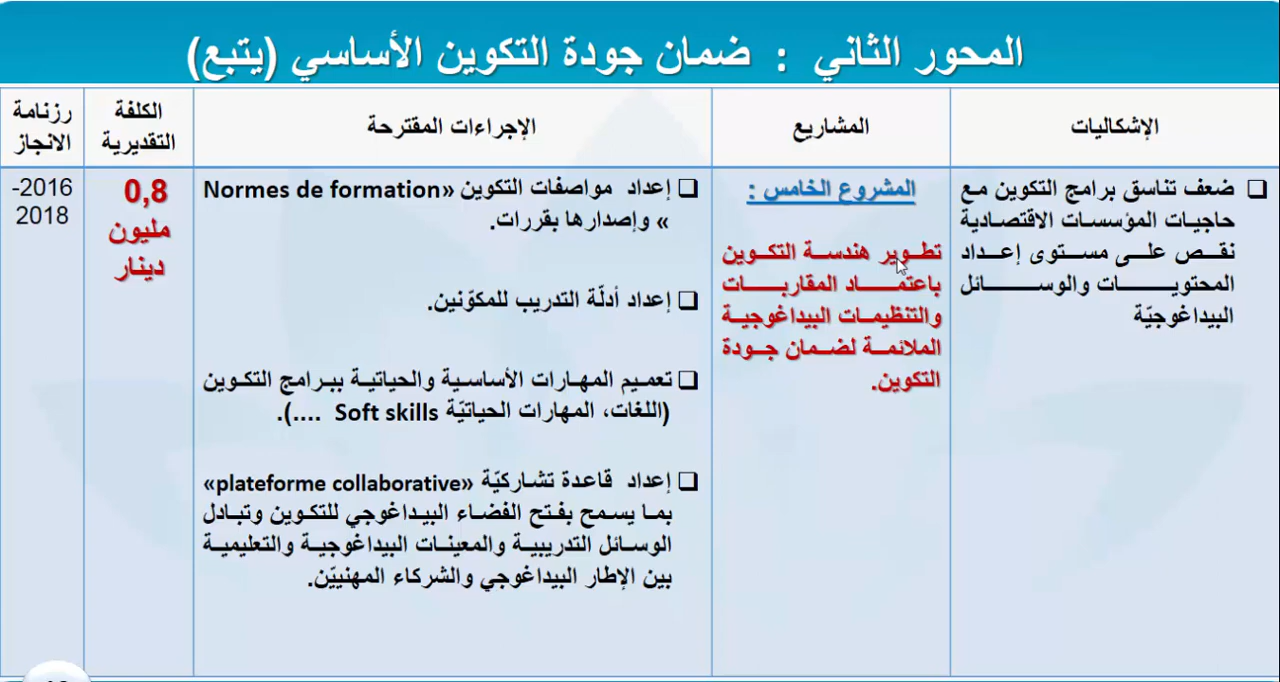 المحور الثاني : ضمان جودة التكوين الأساسي (يتبع)
الإشكاليات
المشاريع
الإجراءات المقترحة
الكلفة
التقديرية
رزنامة
الانجاز
ضعف تناسق برامج التكوين مع
حاجيات المؤسسات الاقتصادية
نقص على مستوى إعداد
المحتويات والوسائل
البيداغوجيّة
المشروع الخامس :
تطوير هندسة التكوين
باعتماد المقاربات
والتنظيمات البيداغوجية
الملائمة لضمان جودة
التكوين.
إعداد مواصفات التكوين «Normes de formation
» وإصدارها بقررات.
إعداد أدلّة التدريب للمكوّنين.
تعميم المهارات الأساسية والحياتية ببرامج التكوين
(اللغات، المهارات الحياتيّة Soft skills ....).
إعداد قاعدة تشاركيّة «plateforme collaborative»
بما يسمح بفتح الفضاء البيداغوجي للتكوين وتبادل
الوسائل التدريبية والمعينات البيداغوجية والتعليمية
بين الإطار البيداغوجي والشركاء المهنييّن.
0,8
مليون
دينار
2016-
2018